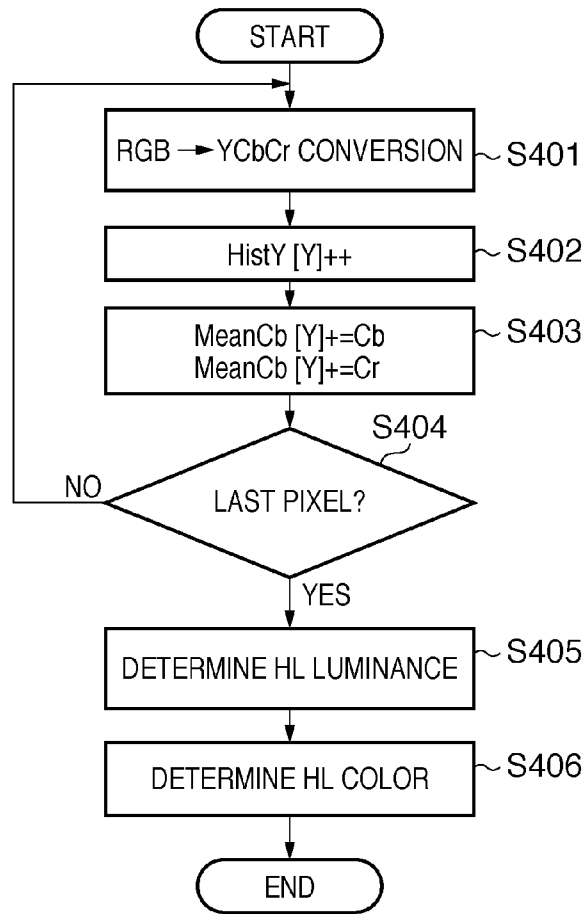 START
RGB → YCbCr CONVERSION
S401
HistY [Y]++
S402
MeanCb [Y]+=Cb
MeanCb [Y]+=Cr
S403
S404
LAST PIXEL?
NO
YES
DETERMINE HL LUMINANCE
S405
DETERMINE HL COLOR
S406
END